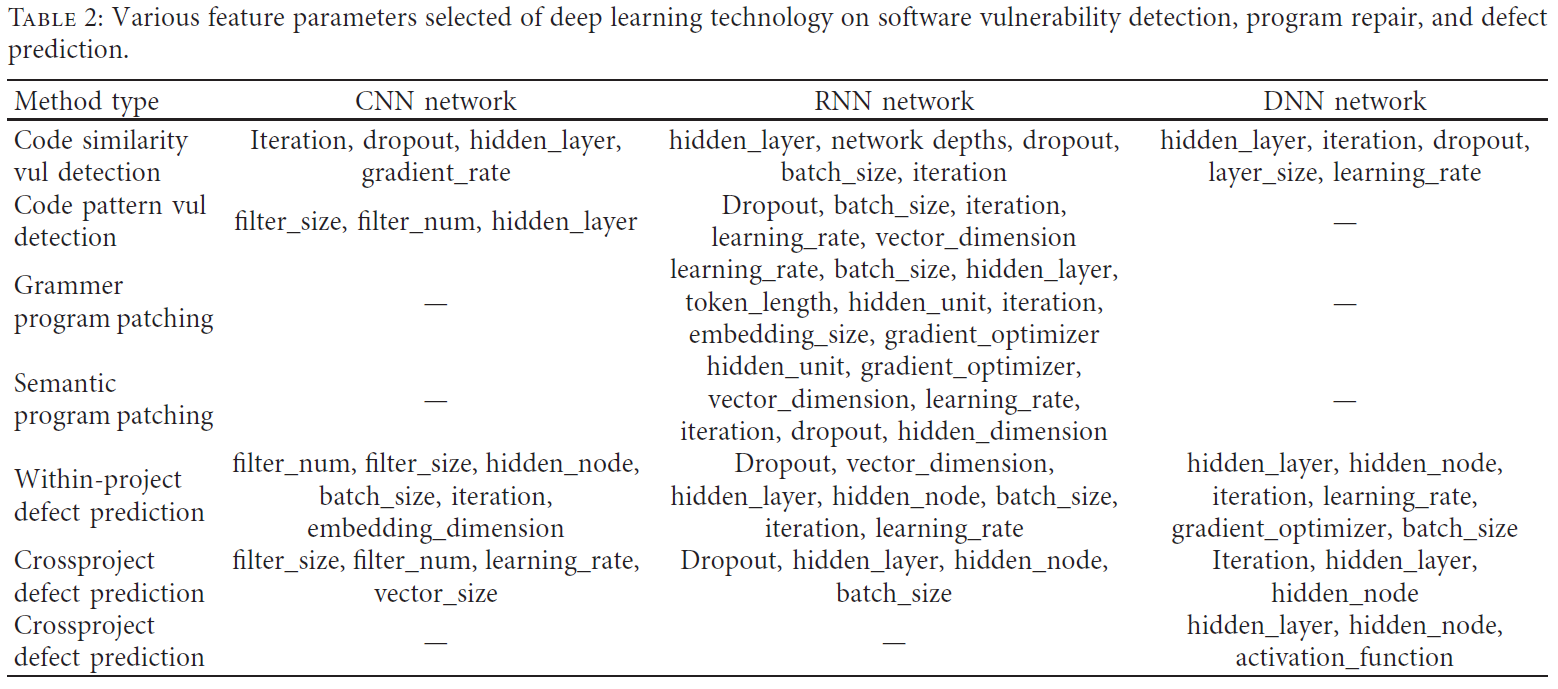 TABLE 2: Various feature parameters selected of deep learning technology on software vulnerability detection, program repair, and defect
prediction.
Method type CNN network RNN network DNN network
Code similarity
vul detection
Iteration, dropout, hidden_layer,
gradient_rate
hidden_layer, network depths, dropout,
batch_size, iteration
hidden_layer, iteration, dropout,
layer_size, learning_rate
Code pattern vul
detection
filter_size, filter_num, hidden_layer
Dropout, batch_size, iteration,
learning_rate, vector_dimension
—
Grammer
program patching
—
learning_rate, batch_size, hidden_layer,
token_length, hidden_unit, iteration,
embedding_size, gradient_optimizer
—
Semantic
program patching
—
hidden_unit, gradient_optimizer,
vector_dimension, learning_rate,
iteration, dropout, hidden_dimension
—
Within-project
defect prediction
filter_num, filter_size, hidden_node,
batch_size, iteration,
embedding_dimension
Dropout, vector_dimension,
hidden_layer, hidden_node, batch_size,
iteration, learning_rate
hidden_layer, hidden_node,
iteration, learning_rate,
gradient_optimizer, batch_size
Crossproject
defect prediction
filter_size, filter_num, learning_rate,
vector_size
Dropout, hidden_layer, hidden_node,
batch_size
Iteration, hidden_layer,
hidden_node
Crossproject
defect prediction
—
—
hidden_layer, hidden_node,
activation_function